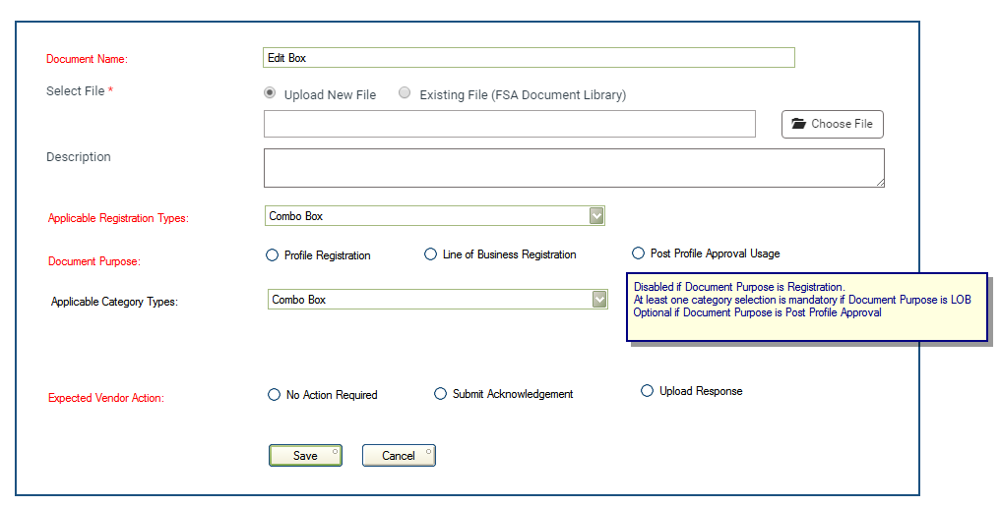 Document Name:
Edit Box
Select File *
Upload New File
Existing File (FSA Document Library)
Choose File
Description
Applicable Registration Types:
Combo Box
Document Purpose:
Profile Registration
Line of Business Registration
Post Profile Approval Usage
Disabled if Document Purpose is Registration.
At least one category selection is mandatory if Document Purpose is LOB
Optional if Document Purpose is Post Profile Approval
Applicable Category Types:
Combo Box
Expected Vendor Action:
No Action Required
Submit Acknowledgement
Upload Response
Save
Cancel